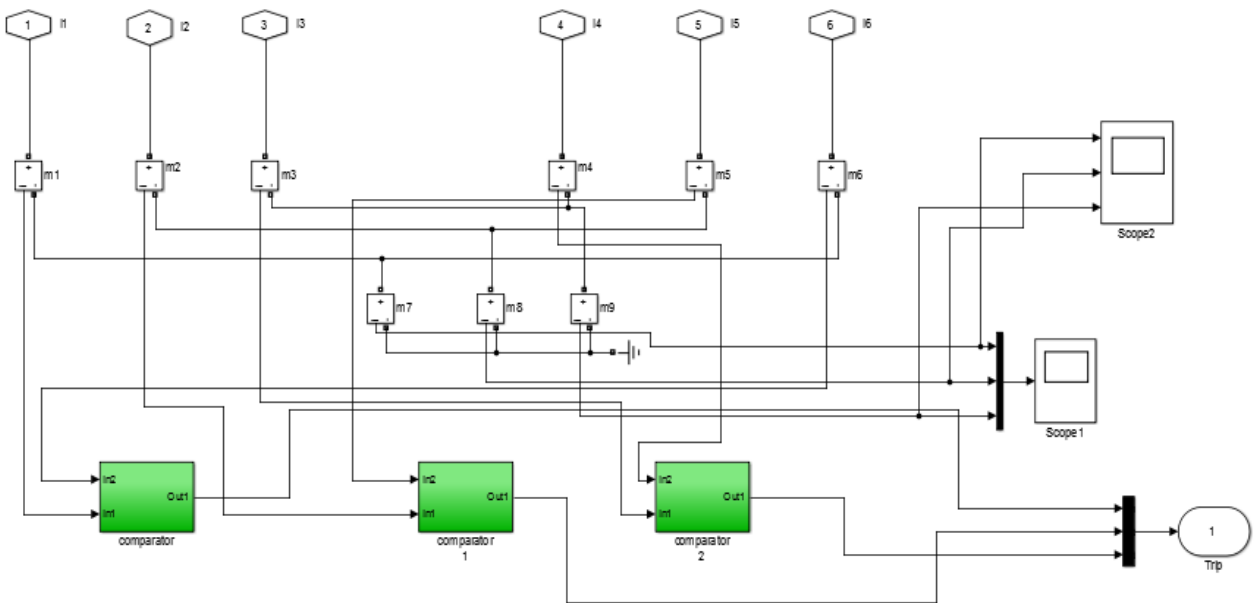 1 I1 2 I2 3 I3 4 I4 5 I5 6 I6
+ m1 + m2 + m3 + m4 + m5 + m6
Scope2
+ m7 + m8 + m9
Scope1
In2 Out1 In1
comparator
In2 Out1 In1
comparator
1
In2 Out1 In1
comparator
2
1
Trip